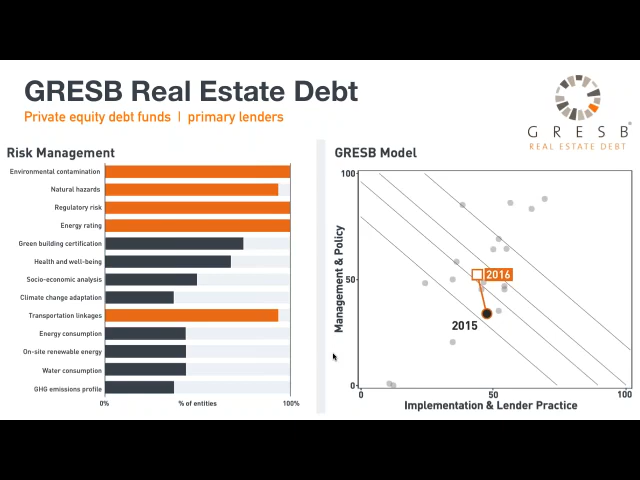 GRESB Real Estate Debt
Private equity debt funds | primary lenders
GRESB®
REAL ESTATE DEBT
Risk Management
Environmental contamination
Natural hazards
Regulatory risk
Energy rating
Green building certification
Health and well-being
Socio-economic analysis
Climate change adaptation
Transportation linkages
Energy consumption
On-site renewable energy
Water consumption
GHG emissions profile
0% % of entities 100%
GRESB Model
Management & Policy
100
50
0
2016
2015
0 50 100
Implementation & Lender Practice